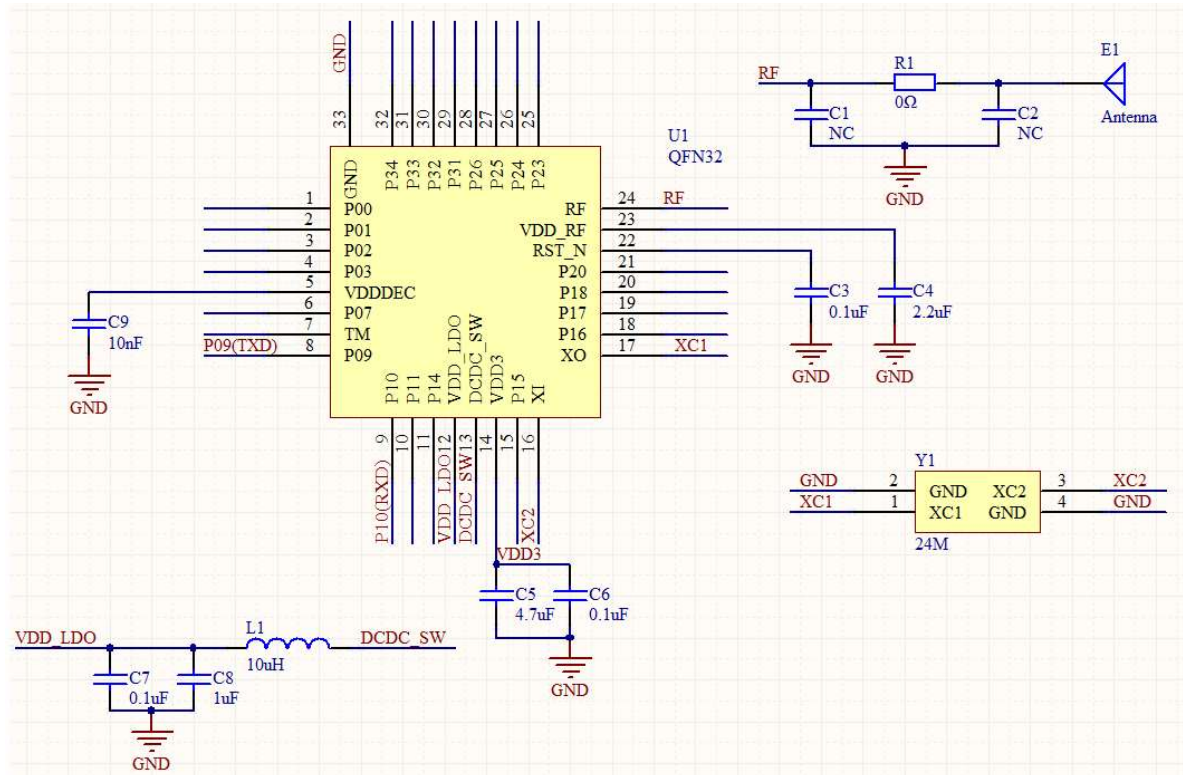 GND
33
32
31
30
29
28
27
26
25
GND
P34
P33
P32
P31
P26
P25
P24
P23
U1
QFN32
RF
R1
0Ω
C1
NC
C2
NC
E1
Antenna
GND
1 P00
2 P01
3 P02
4 P03
5 VDDDEC
6 P07
7 TM
P09(TXD) 8 P09
RF 24 RF
VDD_RF 23
RST_N 22
P20 21
P18 20
P17 19
P16 18
XO 17 XC1
C9
10nF
GND
C3
0.1uF
GND
C4
2.2uF
GND
P10
P11
P14
VDD_LDO
DCDC_SW
VDD3
P15
XI
P10(RXD) 9
10
11
VDD_LDO 12
DCDC_SW 13
14
15
XC2 16
VDD3
C5
4.7uF
C6
0.1uF
GND
Y1
GND 2 GND XC2 3 XC2
XC1 1 XC1 GND 4 GND
24M
VDD_LDO
L1
10uH
DCDC_SW
C7
0.1uF
C8
1uF
GND